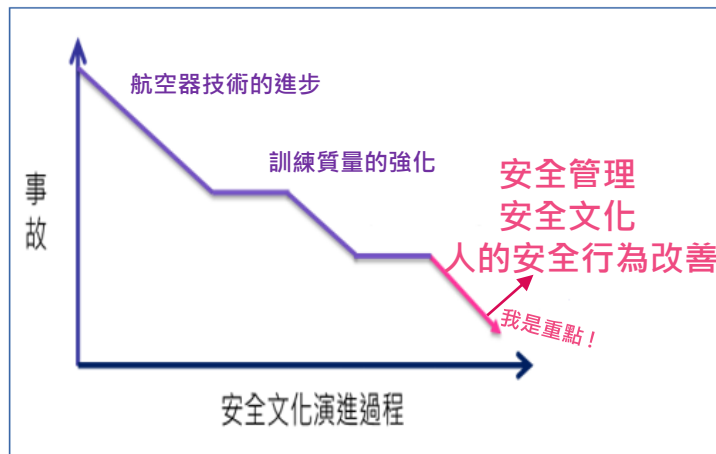 航空器技術的進步
訓練質量的強化
安全管理
安全文化
人的安全行為改善
我是重點!
事故
安全文化演進過程